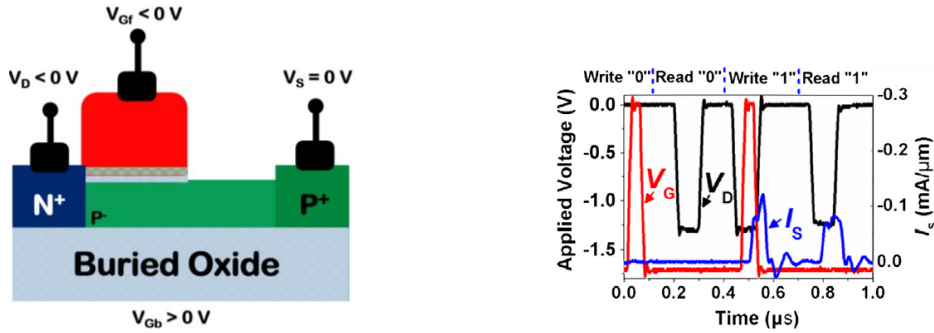 V_Gf < 0 V
V_D < 0 V
V_S = 0 V
N⁺
P⁻
P⁺
Buried Oxide
V_Gb > 0 V
Write "0" Read "0" Write "1" Read "1"
Applied Voltage (V)
0.0
-0.5
-1.0
-1.5
V_G
V_D
I_S
-0.3
-0.2
-0.1
0.0
I_s (mA/μm)
0.0 0.2 0.4 0.6 0.8 1.0
Time (μs)